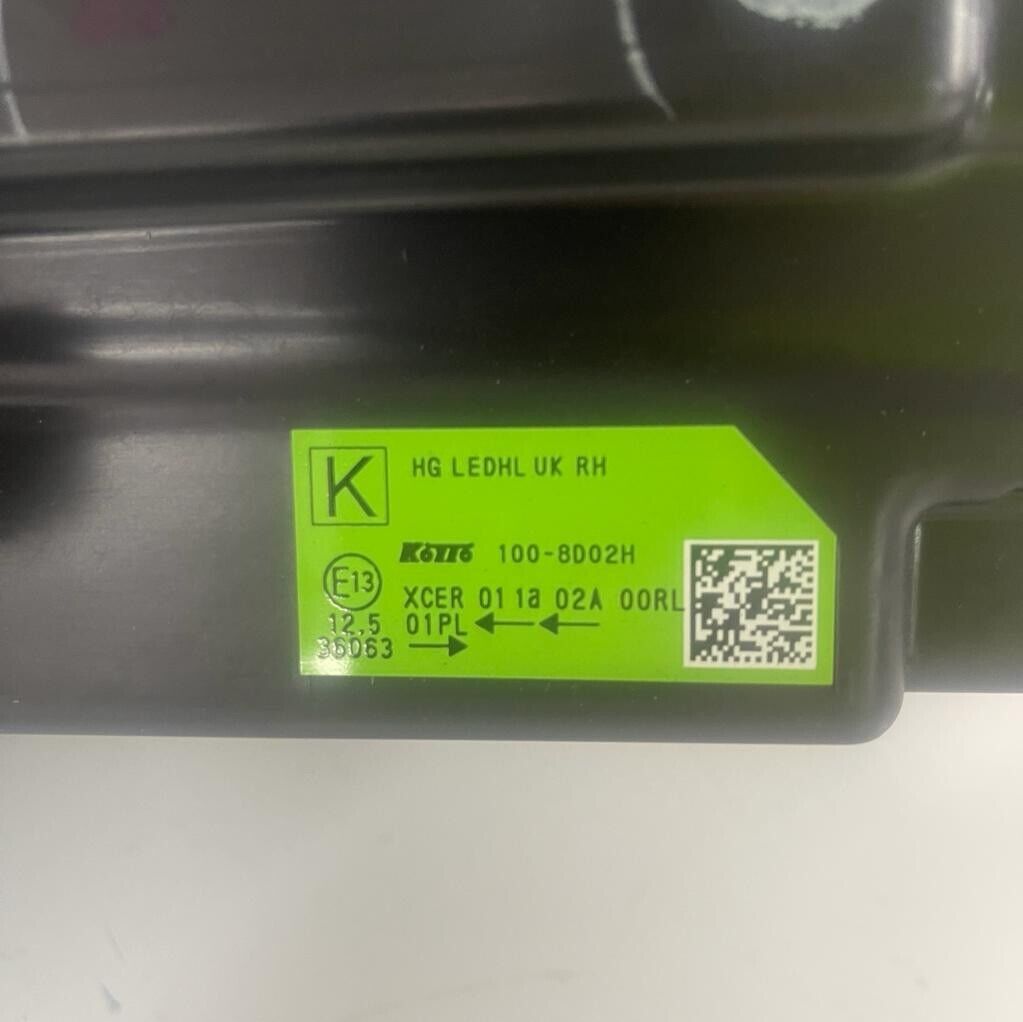 K
HG LEDHL UK RH
KOITO 100-8D02H
E13
XCER 01 1a 02A 00RL
12,5 01PL ← ←
36063 →